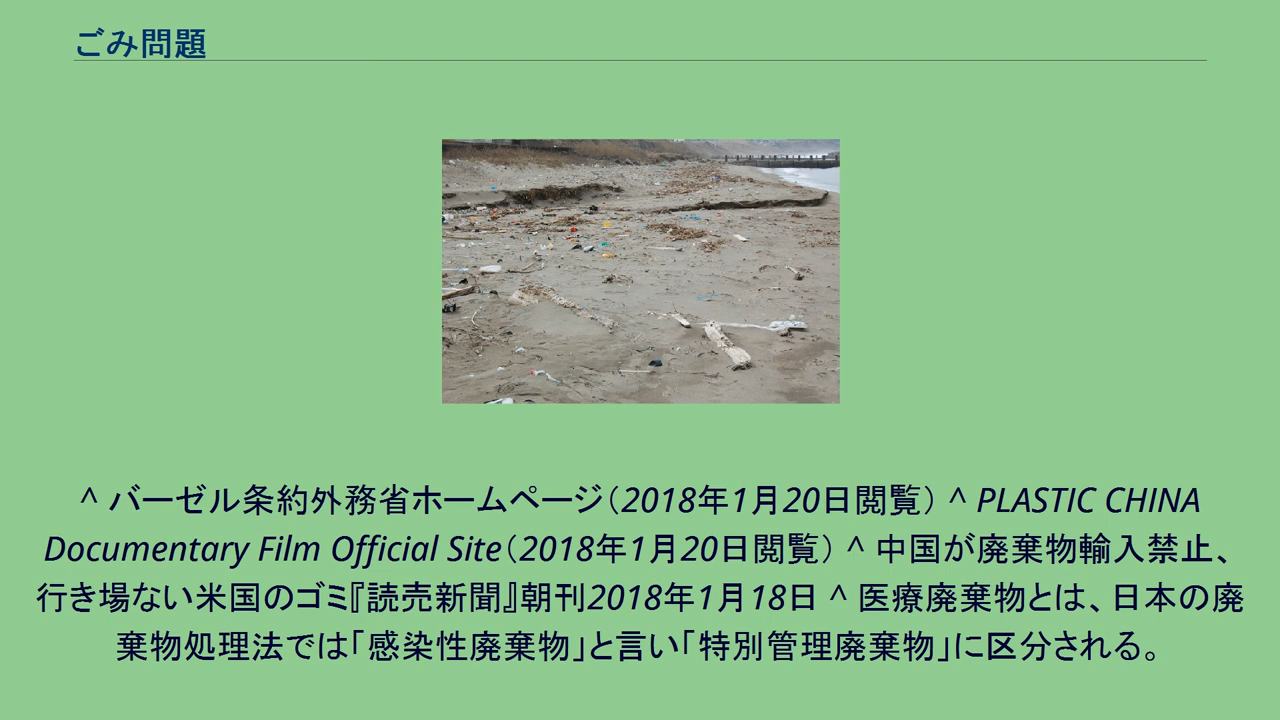 ごみ問題
^ バーゼル条約外務省ホームページ（2018年1月20日閲覧） ^ PLASTIC CHINA
Documentary Film Official Site（2018年1月20日閲覧） ^ 中国が廃棄物輸入禁止、
行き場ない米国のゴミ『読売新聞』朝刊2018年1月18日 ^ 医療廃棄物とは、日本の廃
棄物処理法では「感染性廃棄物」と言い「特別管理廃棄物」に区分される。